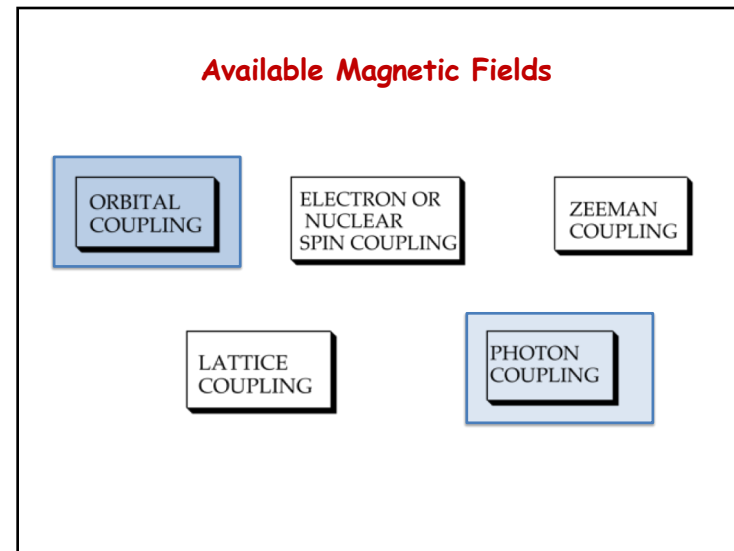 Available Magnetic Fields
ORBITAL
COUPLING
ELECTRON OR
NUCLEAR
SPIN COUPLING
ZEEMAN
COUPLING
LATTICE
COUPLING
PHOTON
COUPLING